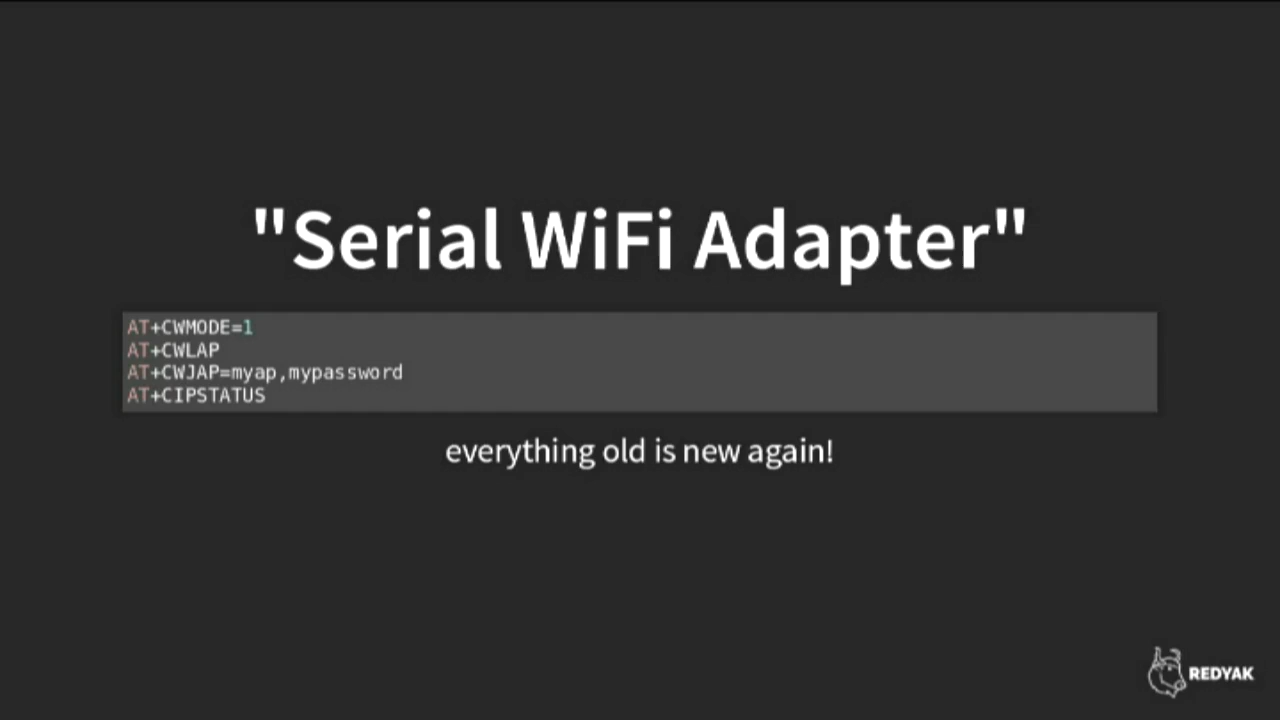 "Serial WiFi Adapter"
AT+CWMODE=1
AT+CWLAP
AT+CWJAP=myap,mypassword
AT+CIPSTATUS
everything old is new again!
REDYAK